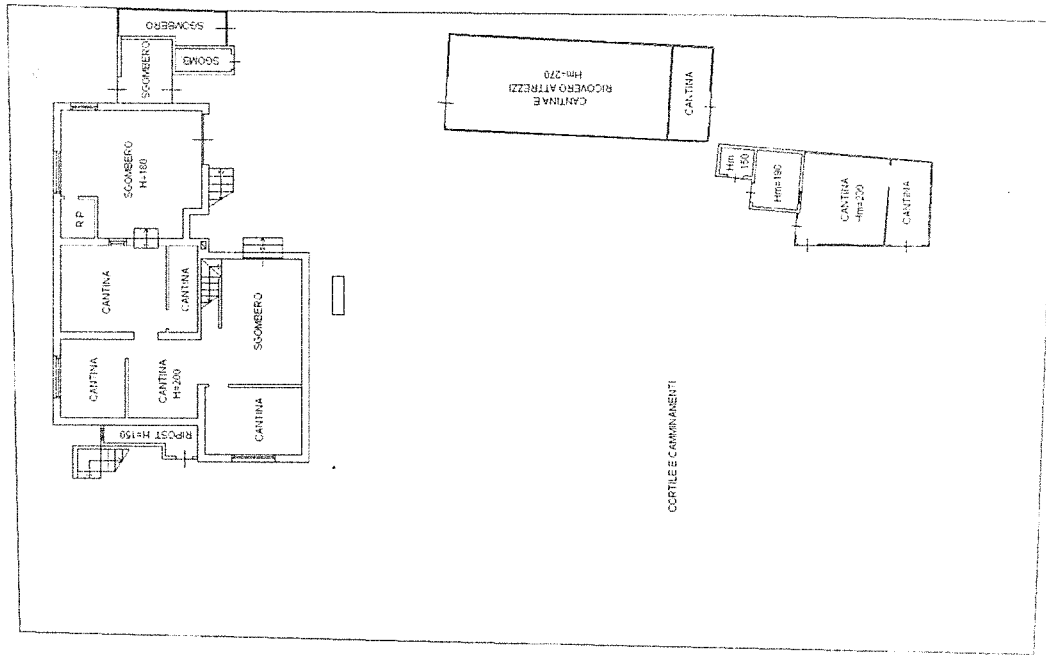 SGOMBERO
SGOMB
SGOMBERO
SGOMBERO
H=180
R.P.
CANTINA
CANTINA
CANTINA
CANTINA
H=200
SGOMBERO
CANTINA
RIPOST. H=150
CANTINA E
RICOVERO ATTREZZI
Hm=270
CANTINA
Hm
150
Hm=190
CANTINA
Hm=200
CANTINA
CORTILE E CAMMINAMENTI